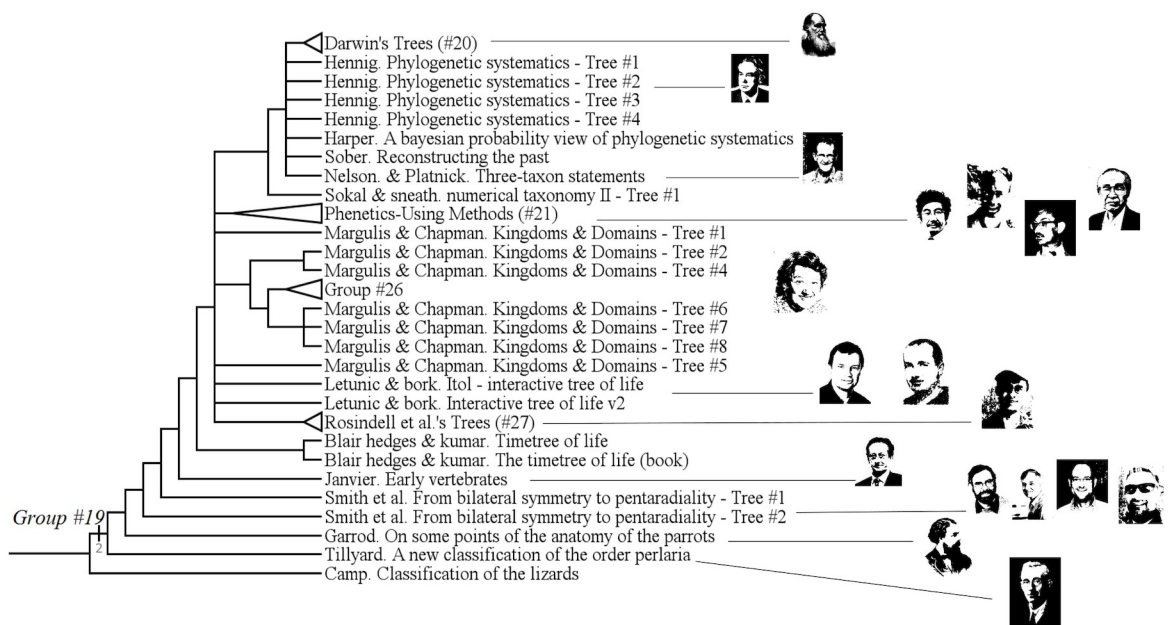 Darwin's Trees (#20)
Hennig. Phylogenetic systematics - Tree #1
Hennig. Phylogenetic systematics - Tree #2
Hennig. Phylogenetic systematics - Tree #3
Hennig. Phylogenetic systematics - Tree #4
Harper. A bayesian probability view of phylogenetic systematics
Sober. Reconstructing the past
Nelson. & Platnick. Three-taxon statements
Sokal & sneath. numerical taxonomy II - Tree #1
Phenetics-Using Methods (#21)
Margulis & Chapman. Kingdoms & Domains - Tree #1
Margulis & Chapman. Kingdoms & Domains - Tree #2
Margulis & Chapman. Kingdoms & Domains - Tree #4
Group #26
Margulis & Chapman. Kingdoms & Domains - Tree #6
Margulis & Chapman. Kingdoms & Domains - Tree #7
Margulis & Chapman. Kingdoms & Domains - Tree #8
Margulis & Chapman. Kingdoms & Domains - Tree #5
Letunic & bork. Itol - interactive tree of life
Letunic & bork. Interactive tree of life v2
Rosindell et al.'s Trees (#27)
Blair hedges & kumar. Timetree of life
Blair hedges & kumar. The timetree of life (book)
Janvier. Early vertebrates
Smith et al. From bilateral symmetry to pentaradiality - Tree #1
Smith et al. From bilateral symmetry to pentaradiality - Tree #2
Group #19
2
Garrod. On some points of the anatomy of the parrots
Tillyard. A new classification of the order perlaria
Camp. Classification of the lizards